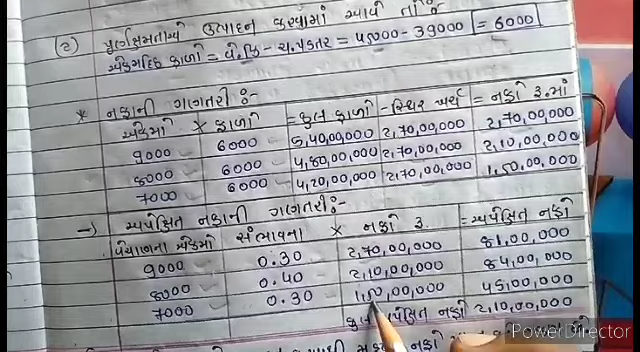 (૨) પૂર્ણક્ષમતાએ ઉત્પાદન કરવામાં આવે તો :-
એકમદીઠ ફાળો = વે.કિં - ચ.પડતર = ૪૫૦૦૦ - 39000 = 6000
* નફાની ગણતરી :-
એકમો × ફાળો = કુલ ફાળો - સ્થિર ખર્ચ = નફો રૂ.માં
9000 6000 5,40,00,000 2,70,00,000 2,70,00,000
8000 6000 4,80,00,000 2,70,00,000 2,10,00,000
7000 6000 4,20,00,000 2,70,00,000 1,50,00,000
→ અપેક્ષિત નફાની ગણતરી :-
વેચાણના એકમો સંભાવના × નફો રૂ. = અપેક્ષિત નફો
9000 0.30 2,70,00,000 81,00,000
8000 0.40 2,10,00,000 84,00,000
7000 0.30 1,50,00,000 45,00,000
કુલ અપેક્ષિત નફો 2,10,00,000
PowerDirector